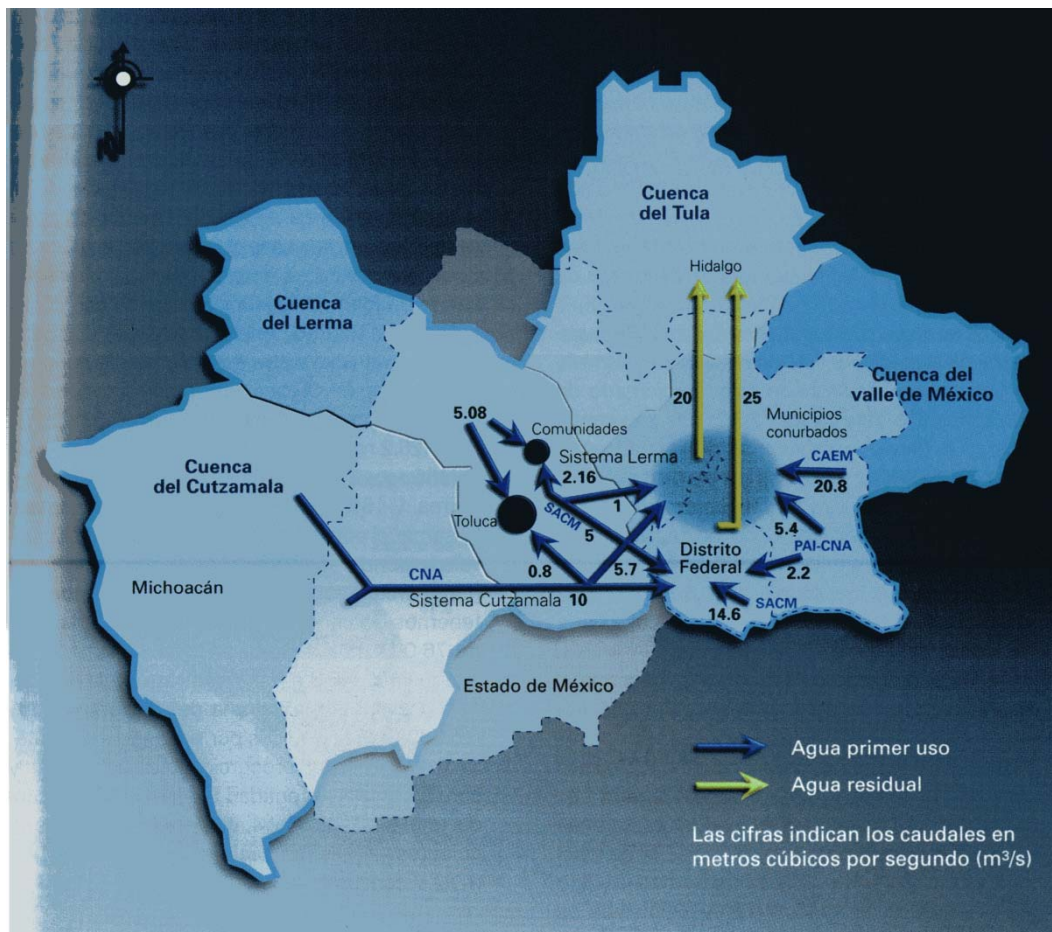 Cuenca
del Tula
Hidalgo
Cuenca
del Lerma
Cuenca del
valle de México
20
25
Municipios
conurbados
5.08
Comunidades
Sistema Lerma
CAEM
20.8
2.16
Cuenca
del Cutzamala
1
SACM
5
Toluca
5.4
PAI-CNA
Distrito
Federal
2.2
CNA
0.8
5.7
Michoacán
Sistema Cutzamala
10
14.6
SACM
Estado de México
Agua primer uso
Agua residual
Las cifras indican los caudales en
metros cúbicos por segundo (m³/s)